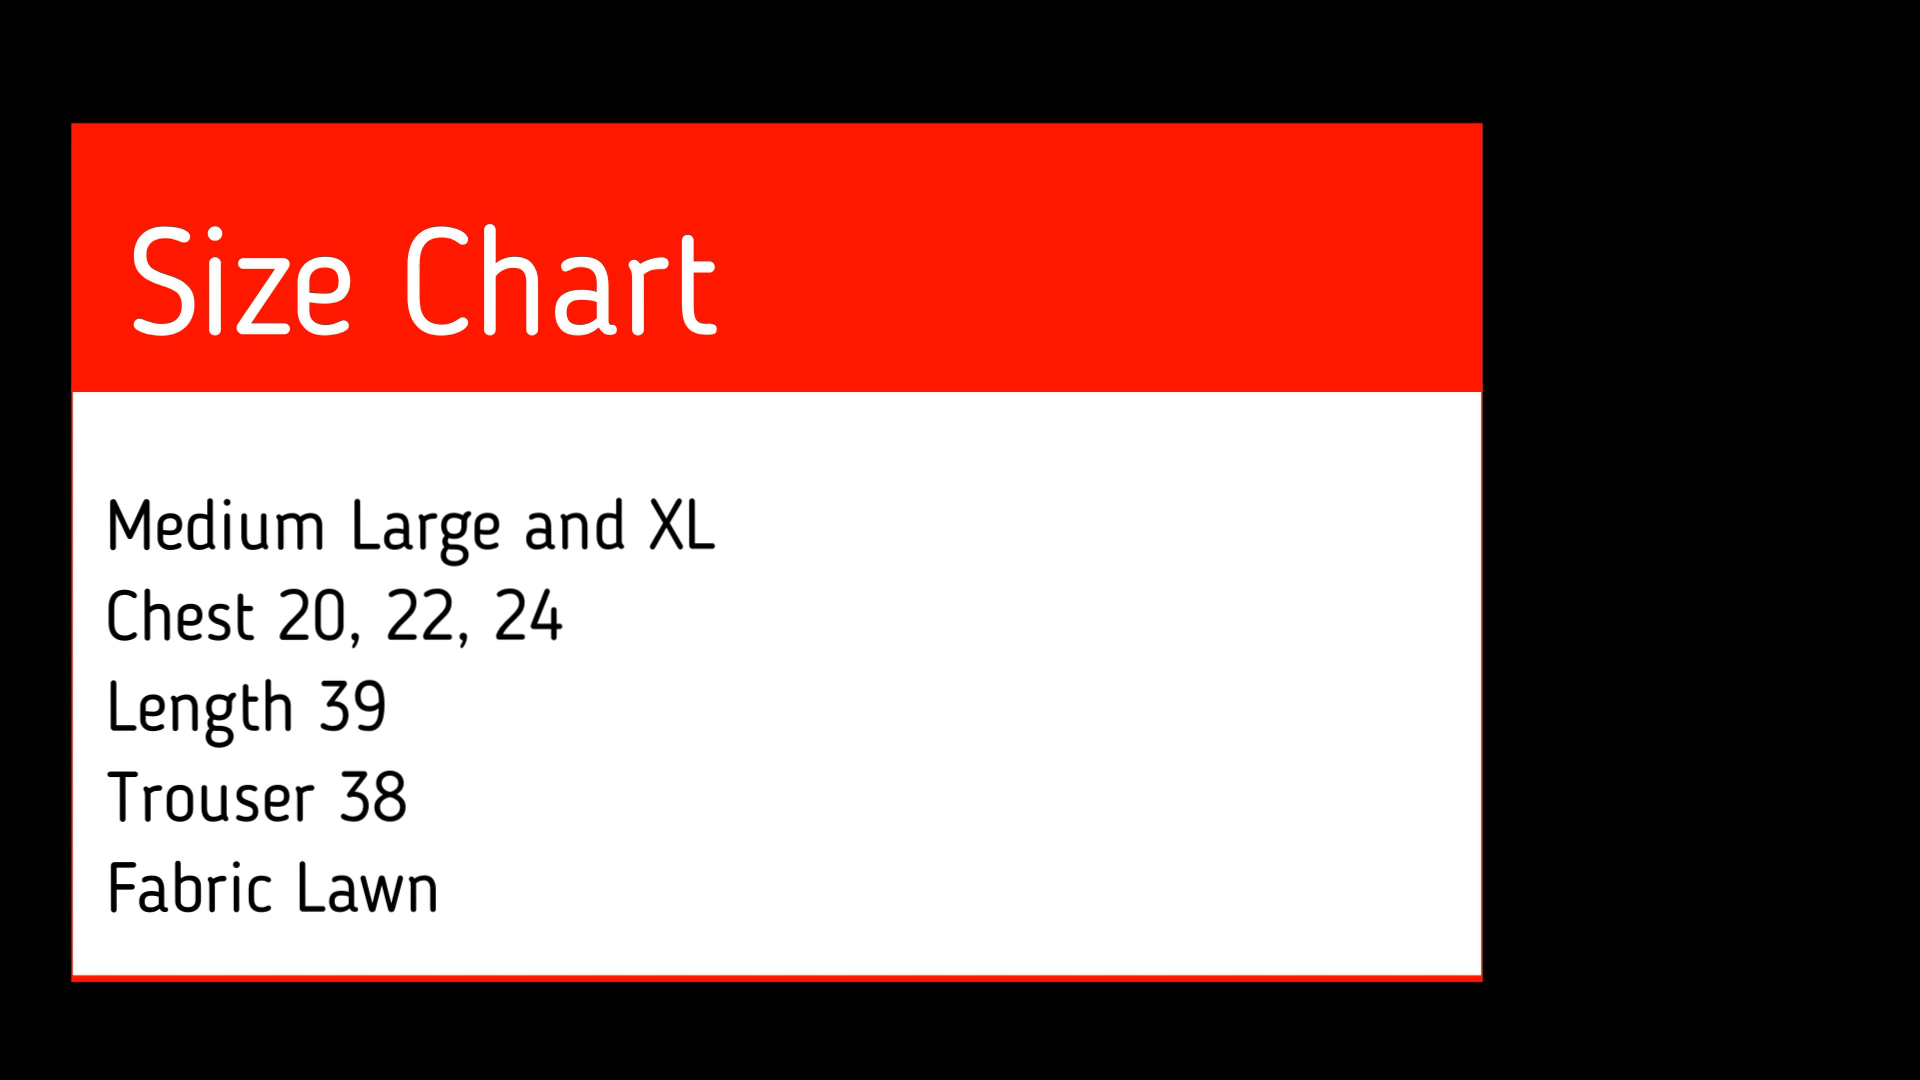 Size Chart
Medium Large and XL
Chest 20, 22, 24
Length 39
Trouser 38
Fabric Lawn